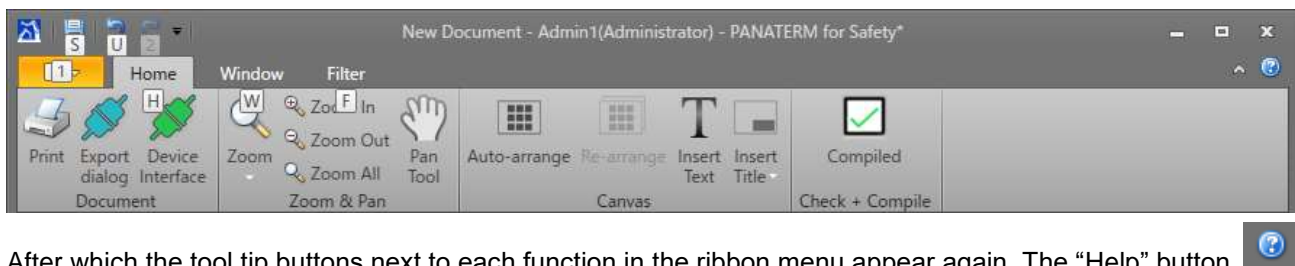 New Document - Admin1(Administrator) - PANATERM for Safety*
S U 2
1 Home Window Filter
H W F
Zoom In
Zoom Out
Zoom All
Print Export dialog Device Interface Zoom Pan Tool Auto-arrange Re-arrange Insert Text Insert Title Compiled
Document Zoom & Pan Canvas Check + Compile
After which the tool tip buttons next to each function in the ribbon menu appear again. The “Help” button